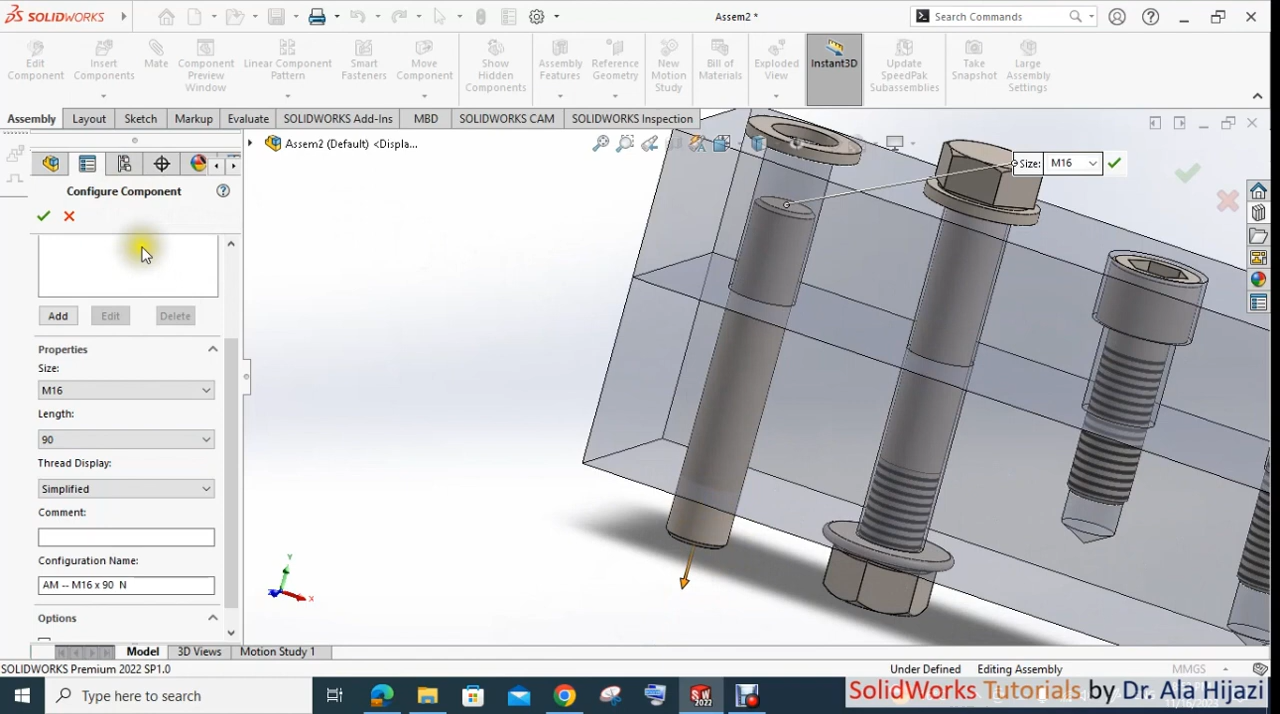 SOLIDWORKS
Assem2 *
Search Commands
Edit Component
Insert Components
Mate
Component Preview Window
Linear Component Pattern
Smart Fasteners
Move Component
Show Hidden Components
Assembly Features
Reference Geometry
New Motion Study
Bill of Materials
Exploded View
Instant3D
Update SpeedPak Subassemblies
Take Snapshot
Large Assembly Settings
Assembly
Layout
Sketch
Markup
Evaluate
SOLIDWORKS Add-Ins
MBD
SOLIDWORKS CAM
SOLIDWORKS Inspection
Assem2 (Default) <Displa...
Size: M16
Configure Component
Add
Edit
Delete
Properties
Size:
M16
Length:
90
Thread Display:
Simplified
Comment:
Configuration Name:
AM -- M16 x 90 N
Options
Y
X
Model
3D Views
Motion Study 1
SOLIDWORKS Premium 2022 SP1.0
Under Defined
Editing Assembly
MMGS
Type here to search
SW
2022
SolidWorks Tutorials by Dr. Ala Hijazi